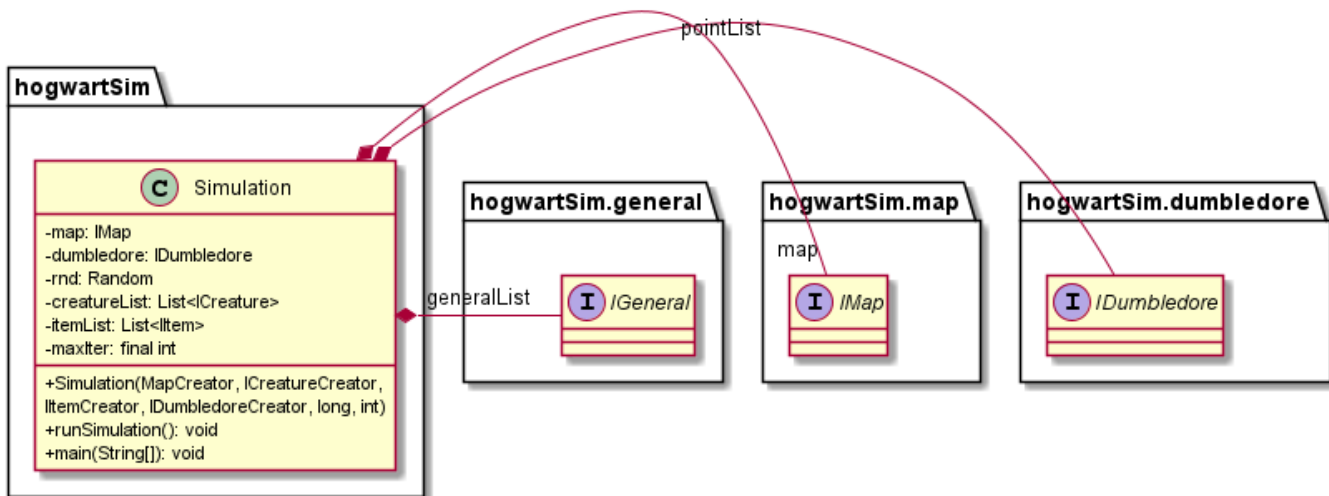 pointList
hogwartSim
C Simulation
-map: IMap
-dumbledore: IDumbledore
-rnd: Random
-creatureList: List<ICreature>
-itemList: List<IItem>
-maxIter: final int
+Simulation(MapCreator, ICreatureCreator,
IItemCreator, IDumbledoreCreator, long, int)
+runSimulation(): void
+main(String[]): void
generalList
hogwartSim.general
I IGeneral
hogwartSim.map
map
I IMap
hogwartSim.dumbledore
I IDumbledore